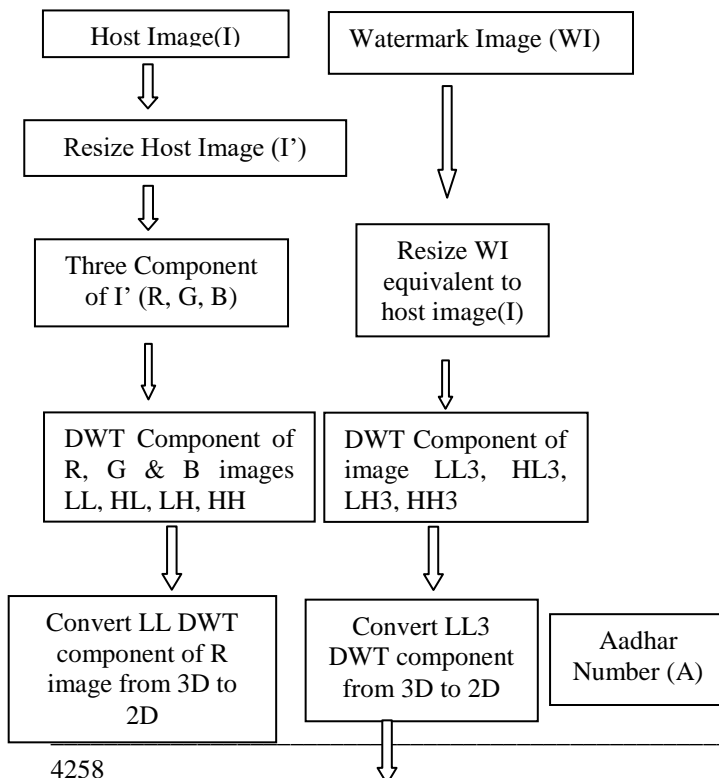 Host Image(I)
Watermark Image (WI)
Resize Host Image (I’)
Three Component
of I’ (R, G, B)
Resize WI
equivalent to
host image(I)
DWT Component of
R, G & B images
LL, HL, LH, HH
DWT Component of
image LL3, HL3,
LH3, HH3
Convert LL DWT
component of R
image from 3D to
2D
Convert LL3
DWT component
from 3D to 2D
Aadhar
Number (A)
4258